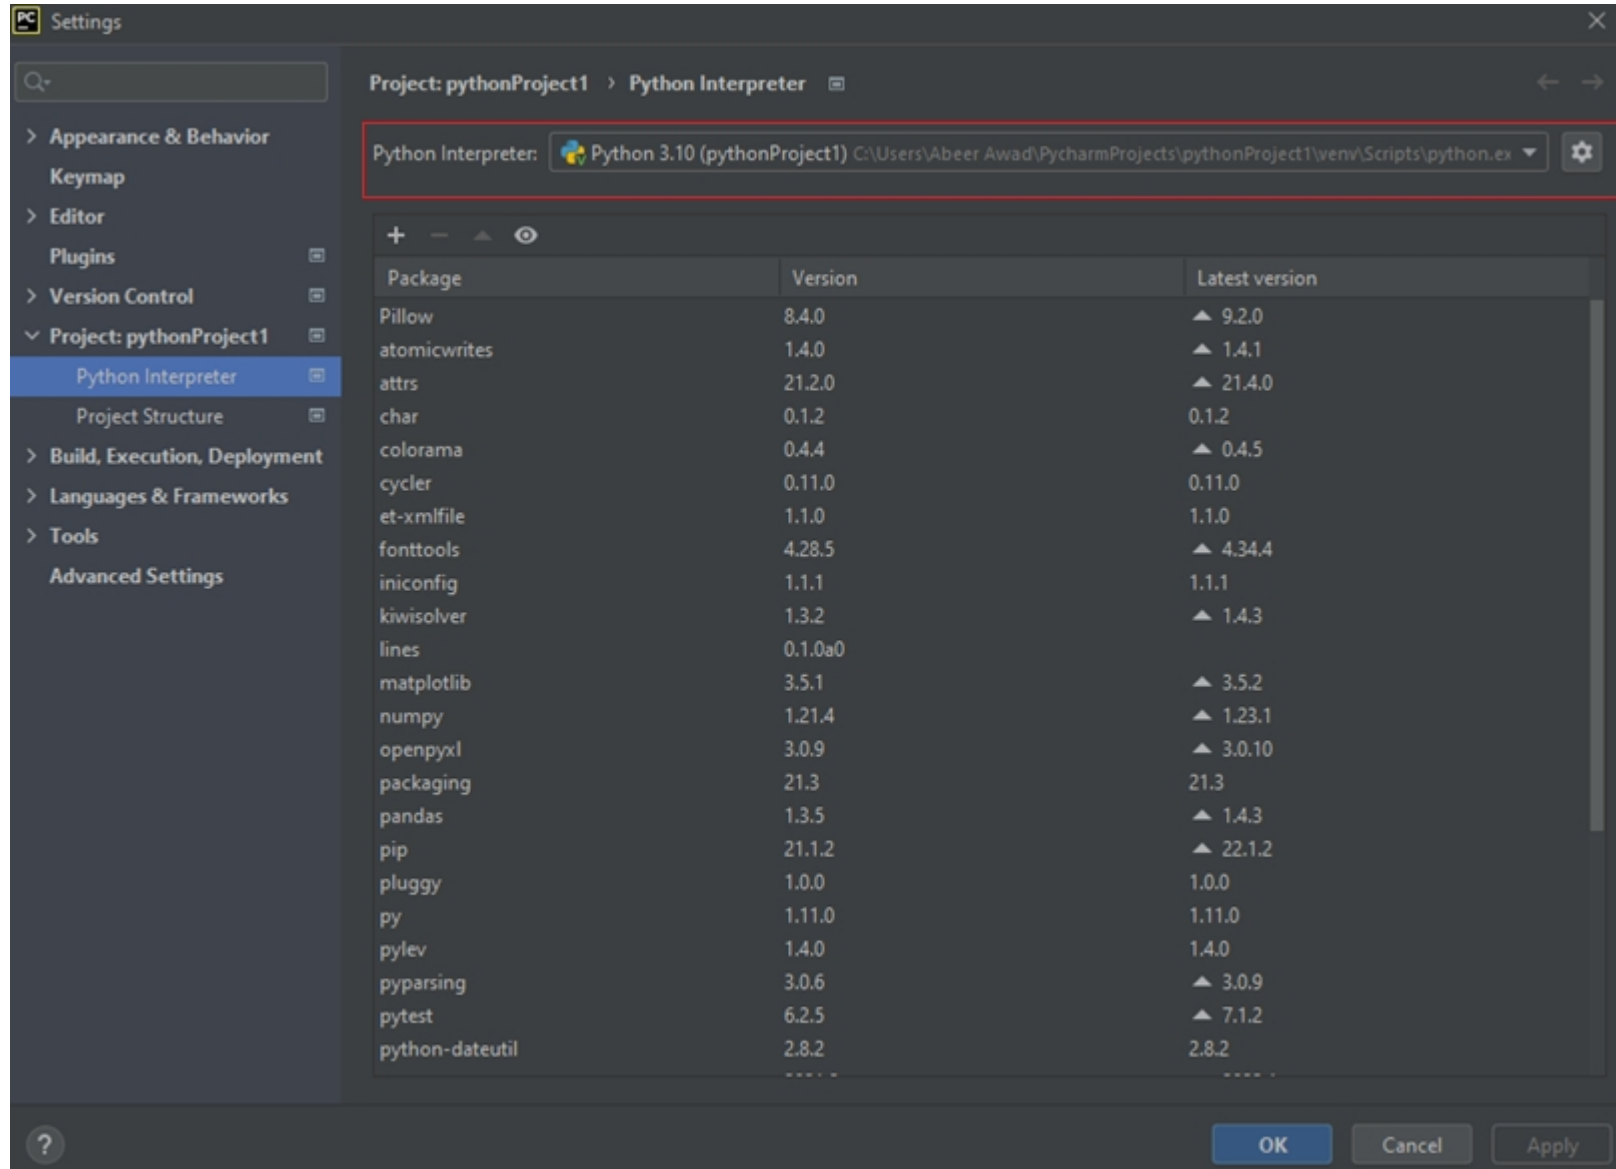 PC Settings
Project: pythonProject1 > Python Interpreter
Appearance & Behavior
Keymap
Editor
Plugins
Version Control
Project: pythonProject1
Python Interpreter
Project Structure
Build, Execution, Deployment
Languages & Frameworks
Tools
Advanced Settings
Python Interpreter: Python 3.10 (pythonProject1) C:\Users\Abeer Awad\PycharmProjects\pythonProject1\venv\Scripts\python.ex
Package Version Latest version
Pillow 8.4.0 9.2.0
atomicwrites 1.4.0 1.4.1
attrs 21.2.0 21.4.0
char 0.1.2 0.1.2
colorama 0.4.4 0.4.5
cycler 0.11.0 0.11.0
et-xmlfile 1.1.0 1.1.0
fonttools 4.28.5 4.34.4
iniconfig 1.1.1 1.1.1
kiwisolver 1.3.2 1.4.3
lines 0.1.0a0
matplotlib 3.5.1 3.5.2
numpy 1.21.4 1.23.1
openpyxl 3.0.9 3.0.10
packaging 21.3 21.3
pandas 1.3.5 1.4.3
pip 21.1.2 22.1.2
pluggy 1.0.0 1.0.0
py 1.11.0 1.11.0
pylev 1.4.0 1.4.0
pyparsing 3.0.6 3.0.9
pytest 6.2.5 7.1.2
python-dateutil 2.8.2 2.8.2
? OK Cancel Apply